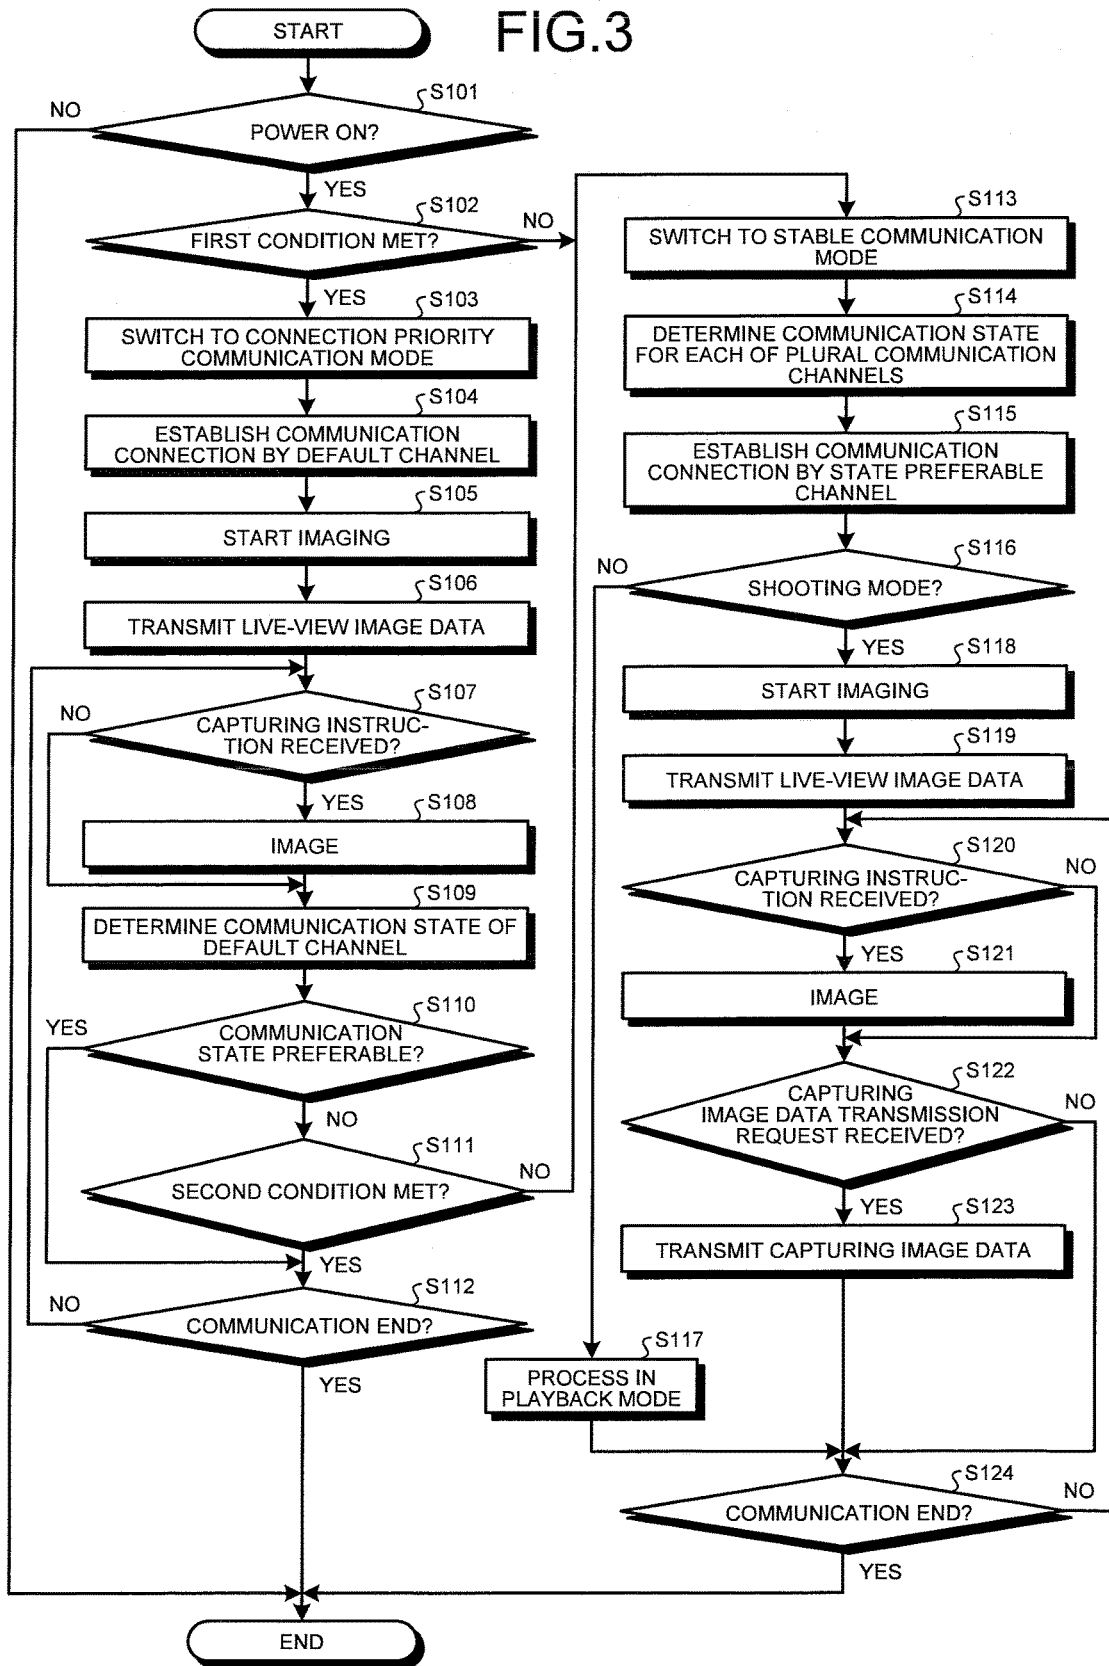 FIG.3
START
S101
NO
POWER ON?
YES
S102
NO
FIRST CONDITION MET?
YES
S103
SWITCH TO CONNECTION PRIORITY
COMMUNICATION MODE
S104
ESTABLISH COMMUNICATION
CONNECTION BY DEFAULT CHANNEL
S105
START IMAGING
S106
TRANSMIT LIVE-VIEW IMAGE DATA
S107
NO
CAPTURING INSTRUC-
TION RECEIVED?
YES
S108
IMAGE
S109
DETERMINE COMMUNICATION STATE OF
DEFAULT CHANNEL
S110
YES
COMMUNICATION
STATE PREFERABLE?
NO
S111
NO
SECOND CONDITION MET?
YES
S112
NO
COMMUNICATION END?
YES
S113
SWITCH TO STABLE COMMUNICATION
MODE
S114
DETERMINE COMMUNICATION STATE
FOR EACH OF PLURAL COMMUNICATION
CHANNELS
S115
ESTABLISH COMMUNICATION
CONNECTION BY STATE PREFERABLE
CHANNEL
S116
NO
SHOOTING MODE?
YES
S118
START IMAGING
S119
TRANSMIT LIVE-VIEW IMAGE DATA
S120
NO
CAPTURING INSTRUC-
TION RECEIVED?
YES
S121
IMAGE
S122
CAPTURING
IMAGE DATA TRANSMISSION
REQUEST RECEIVED?
NO
YES
S123
TRANSMIT CAPTURING IMAGE DATA
S117
PROCESS IN
PLAYBACK MODE
S124
NO
COMMUNICATION END?
YES
END